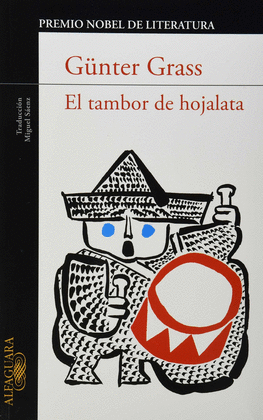 PREMIO NOBEL DE LITERATURA
Günter Grass
El tambor de hojalata
Traducción
Miguel Sáenz
ALFAGUARA